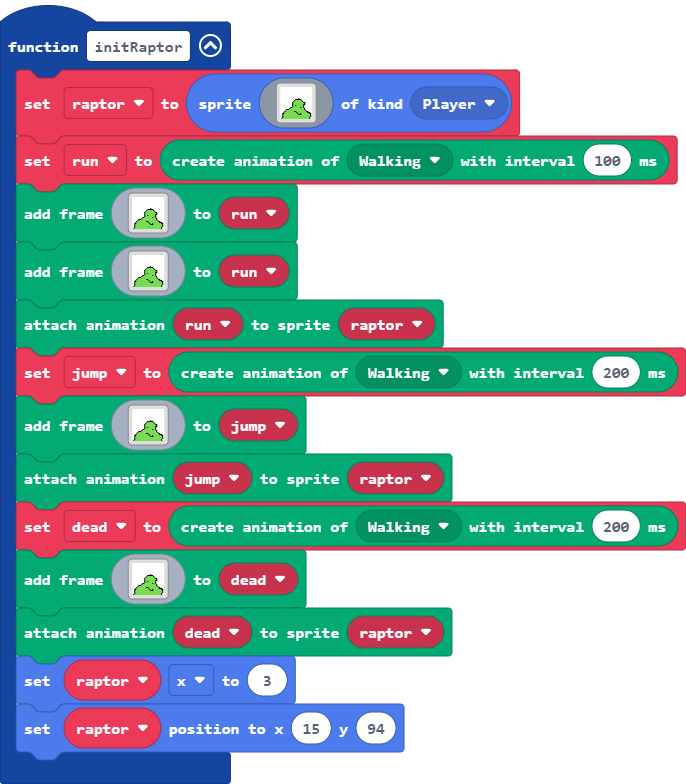 function initRaptor
set raptor to sprite of kind Player
set run to create animation of Walking with interval 100 ms
add frame to run
add frame to run
attach animation run to sprite raptor
set jump to create animation of Walking with interval 200 ms
add frame to jump
attach animation jump to sprite raptor
set dead to create animation of Walking with interval 200 ms
add frame to dead
attach animation dead to sprite raptor
set raptor x to 3
set raptor position to x 15 y 94